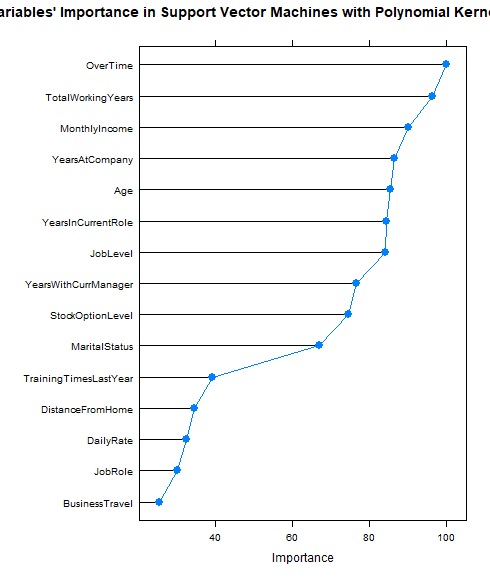 ariables' Importance in Support Vector Machines with Polynomial Kerne
OverTime
TotalWorkingYears
MonthlyIncome
YearsAtCompany
Age
YearsInCurrentRole
JobLevel
YearsWithCurrManager
StockOptionLevel
MaritalStatus
TrainingTimesLastYear
DistanceFromHome
DailyRate
JobRole
BusinessTravel
40 60 80 100
Importance